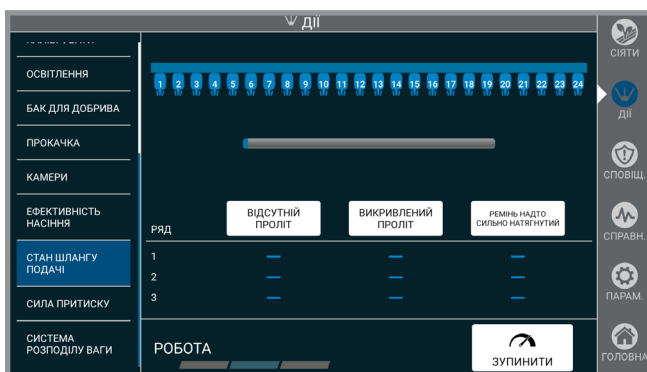 Дії
ОСВІТЛЕННЯ
БАК ДЛЯ ДОБРИВА
ПРОКАЧКА
КАМЕРИ
ЕФЕКТИВНІСТЬ
НАСІННЯ
СТАН ШЛАНГУ
ПОДАЧІ
СИЛА ПРИТИСКУ
СИСТЕМА
РОЗПОДІЛУ ВАГИ
1 2 3 4 5 6 7 8 9 10 11 12 13 14 15 16 17 18 19 20 21 22 23 24
РЯД
ВІДСУТНІЙ
ПРОЛІТ
ВИКРИВЛЕНИЙ
ПРОЛІТ
РЕМІНЬ НАДТО
СИЛЬНО НАТЯГНУТИЙ
1
2
3
РОБОТА
ЗУПИНИТИ
СІЯТИ
ДІЇ
СПОВІЩ.
СПРАВН.
ПАРАМ.
ГОЛОВНА